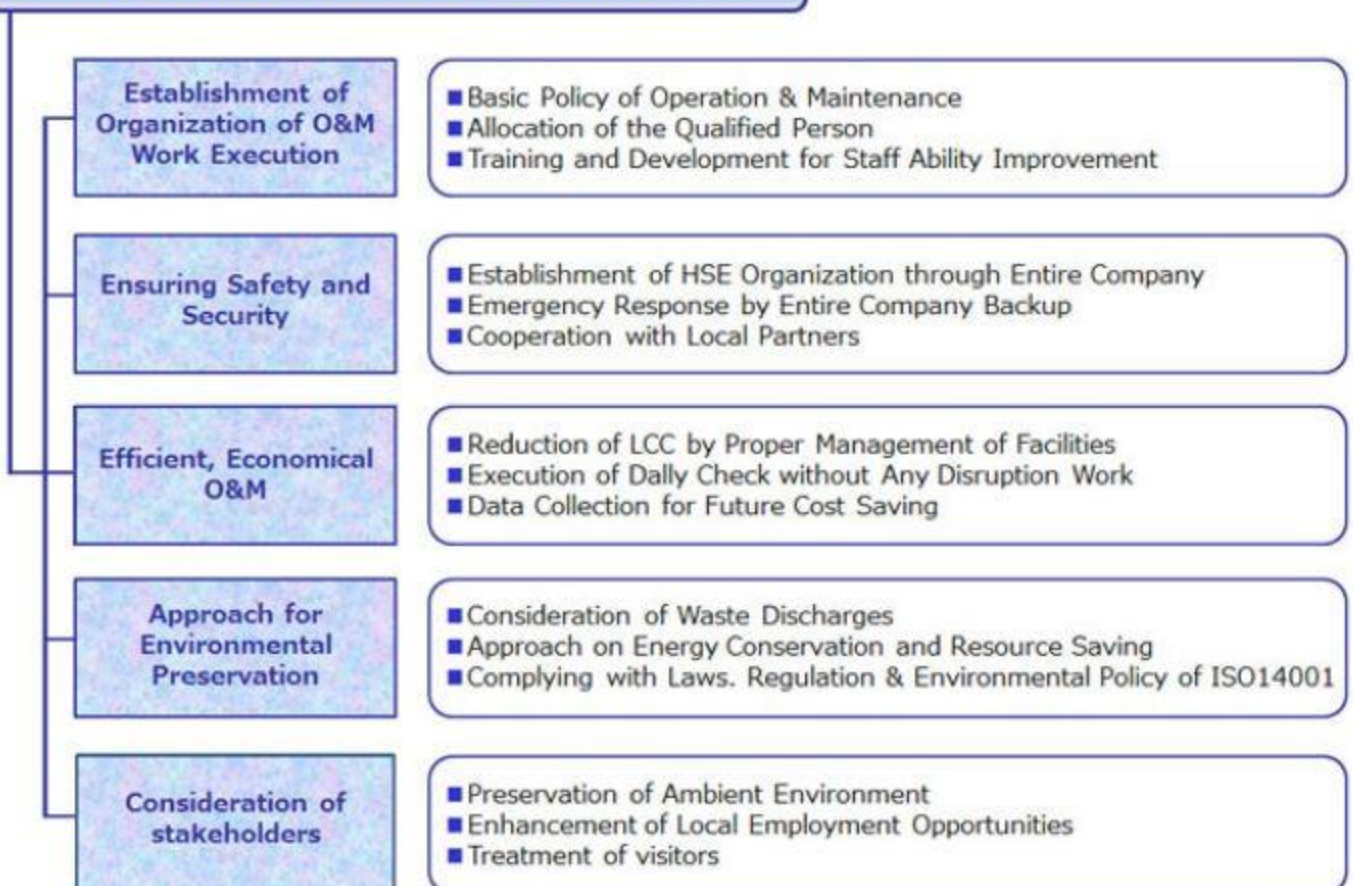 Establishment of
Organization of O&M
Work Execution
■Basic Policy of Operation & Maintenance
■Allocation of the Qualified Person
■Training and Development for Staff Ability Improvement
Ensuring Safety and
Security
■Establishment of HSE Organization through Entire Company
■Emergency Response by Entire Company Backup
■Cooperation with Local Partners
Efficient, Economical
O&M
■Reduction of LCC by Proper Management of Facilities
■Execution of Dally Check without Any Disruption Work
■Data Collection for Future Cost Saving
Approach for
Environmental
Preservation
■Consideration of Waste Discharges
■Approach on Energy Conservation and Resource Saving
■Complying with Laws. Regulation & Environmental Policy of ISO14001
Consideration of
stakeholders
■Preservation of Ambient Environment
■Enhancement of Local Employment Opportunities
■Treatment of visitors